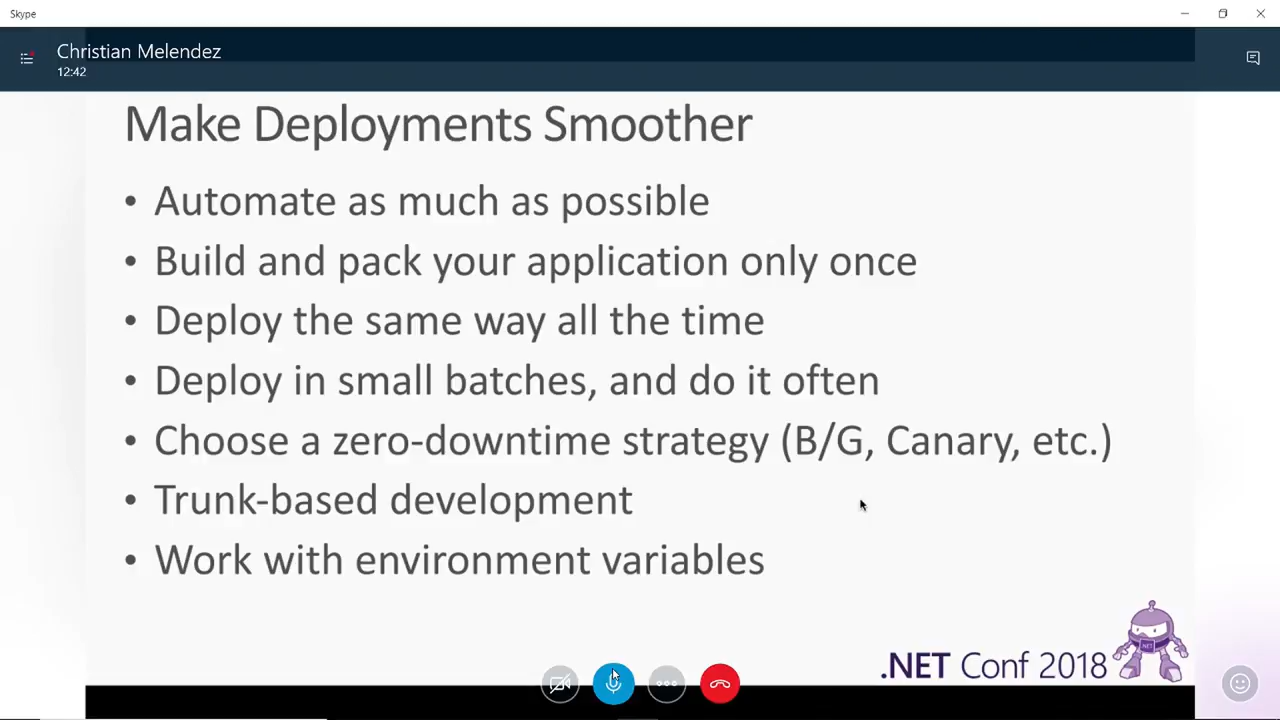 Skype
Christian Melendez
12:42
Make Deployments Smoother
• Automate as much as possible
• Build and pack your application only once
• Deploy the same way all the time
• Deploy in small batches, and do it often
• Choose a zero-downtime strategy (B/G, Canary, etc.)
• Trunk-based development
• Work with environment variables
.NET Conf 2018
.NET